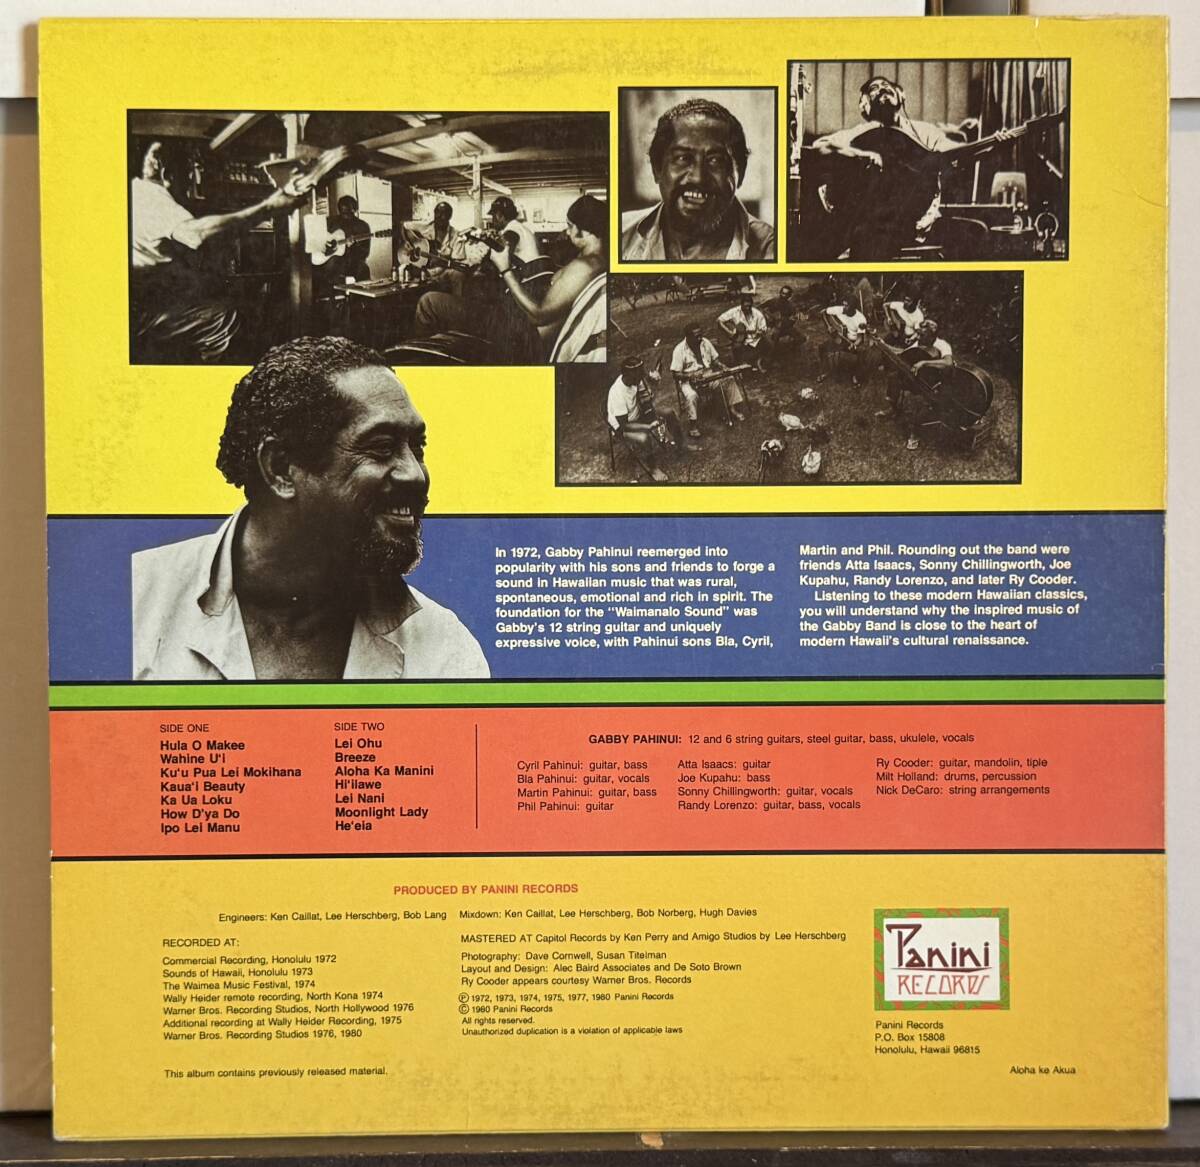 In 1972, Gabby Pahinui reemerged into
popularity with his sons and friends to forge a
sound in Hawaiian music that was rural,
spontaneous, emotional and rich in spirit. The
foundation for the "Waimanalo Sound" was
Gabby's 12 string guitar and uniquely
expressive voice, with Pahinui sons Bla, Cyril,
Martin and Phil. Rounding out the band were
friends Atta Isaacs, Sonny Chillingworth, Joe
Kupahu, Randy Lorenzo, and later Ry Cooder.
Listening to these modern Hawaiian classics,
you will understand why the inspired music of
the Gabby Band is close to the heart of
modern Hawaii's cultural renaissance.
SIDE ONE
Hula O Makee
Wahine U'i
Ku'u Pua Lei Mokihana
Kaua'i Beauty
Ka Ua Loku
How D'ya Do
Ipo Lei Manu
SIDE TWO
Lei Ohu
Breeze
Aloha Ka Manini
Hi'ilawe
Lei Nani
Moonlight Lady
He'eia
GABBY PAHINUI: 12 and 6 string guitars, steel guitar, bass, ukulele, vocals
Cyril Pahinui: guitar, bass
Bla Pahinui: guitar, vocals
Martin Pahinui: guitar, bass
Phil Pahinui: guitar
Atta Isaacs: guitar
Joe Kupahu: bass
Sonny Chillingworth: guitar, vocals
Randy Lorenzo: guitar, bass, vocals
Ry Cooder: guitar, mandolin, tiple
Milt Holland: drums, percussion
Nick DeCaro: string arrangements
PRODUCED BY PANINI RECORDS
Engineers: Ken Caillat, Lee Herschberg, Bob Lang
Mixdown: Ken Caillat, Lee Herschberg, Bob Norberg, Hugh Davies
RECORDED AT:
Commercial Recording, Honolulu 1972
Sounds of Hawaii, Honolulu 1973
The Waimea Music Festival, 1974
Wally Heider remote recording, North Kona 1974
Warner Bros. Recording Studios, North Hollywood 1976
Additional recording at Wally Heider Recording, 1975
Warner Bros. Recording Studios 1976, 1980
MASTERED AT Capitol Records by Ken Perry and Amigo Studios by Lee Herschberg
Photography: Dave Cornwell, Susan Titelman
Layout and Design: Alec Baird Associates and De Soto Brown
Ry Cooder appears courtesy Warner Bros. Records
Ⓟ 1972, 1973, 1974, 1975, 1977, 1980 Panini Records
© 1980 Panini Records
All rights reserved.
Unauthorized duplication is a violation of applicable laws
This album contains previously released material.
Panini
RECORDS
Panini Records
P.O. Box 15808
Honolulu, Hawaii 96815
Aloha ke Akua